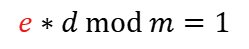 e * d mod m = 1